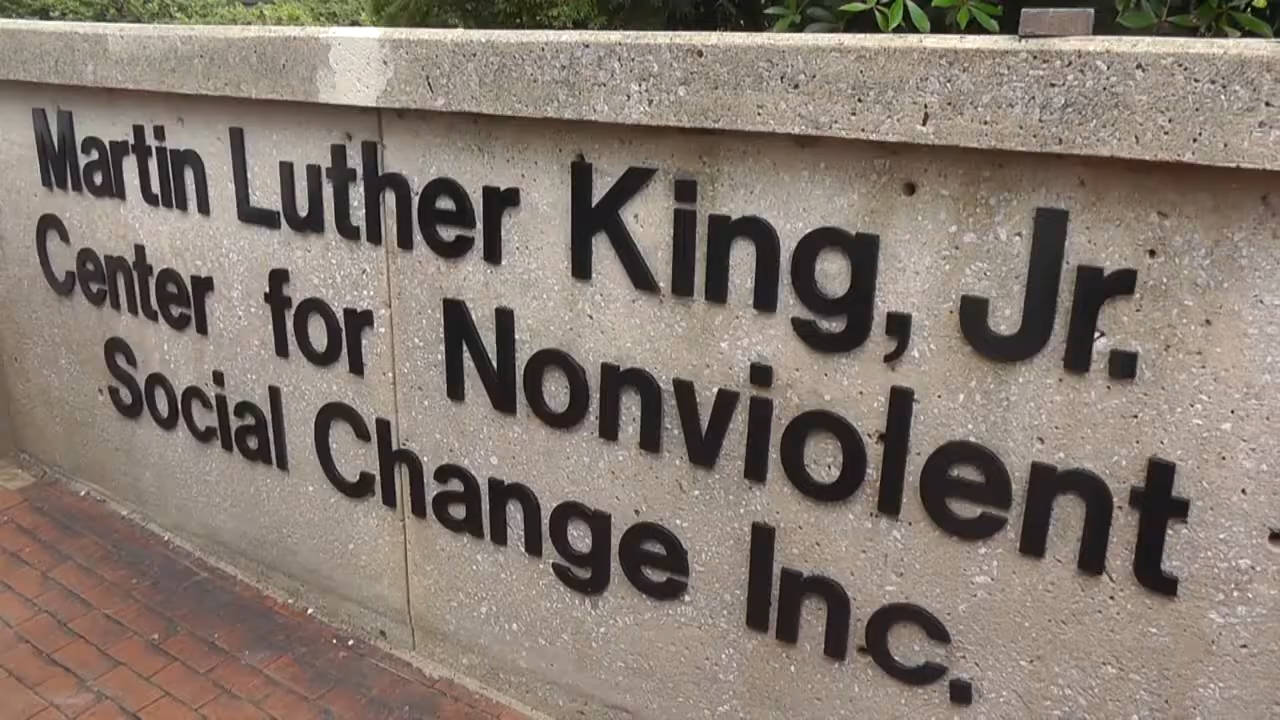 Martin Luther King, Jr.
Center for Nonviolent
Social Change Inc.